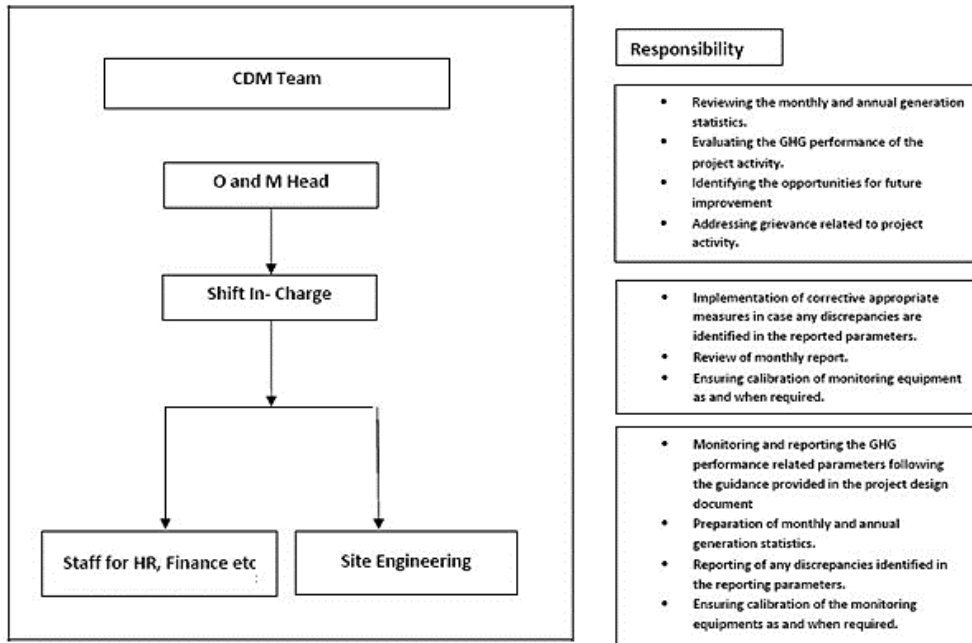 CDM Team
O and M Head
Shift In- Charge
Staff for HR, Finance etc
Site Engineering
Responsibility
• Reviewing the monthly and annual generation
statistics.
• Evaluating the GHG performance of the
project activity.
• Identifying the opportunities for future
improvement
• Addressing grievance related to project
activity.
• Implementation of corrective appropriate
measures in case any discrepancies are
identified in the reported parameters.
• Review of monthly report.
• Ensuring calibration of monitoring equipment
as and when required.
• Monitoring and reporting the GHG
performance related parameters following
the guidance provided in the project design
document
• Preparation of monthly and annual
generation statistics.
• Reporting of any discrepancies identified in
the reporting parameters.
• Ensuring calibration of the monitoring
equipments as and when required.